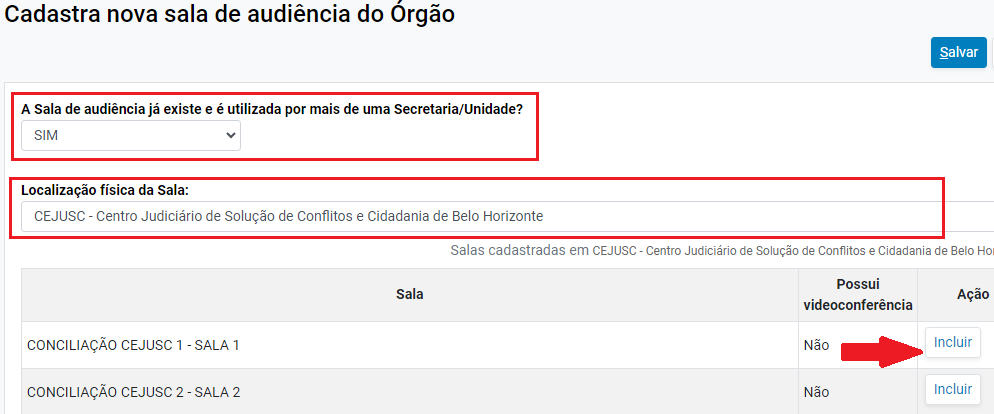 Cadastra nova sala de audiência do Órgão
Salvar
A Sala de audiência já existe e é utilizada por mais de uma Secretaria/Unidade?
SIM
Localização física da Sala:
CEJUSC - Centro Judiciário de Solução de Conflitos e Cidadania de Belo Horizonte
Salas cadastradas em CEJUSC - Centro Judiciário de Solução de Conflitos e Cidadania de Belo Hori
Sala
Possui
videoconferência
Ação
CONCILIAÇÃO CEJUSC 1 - SALA 1
Não
Incluir
CONCILIAÇÃO CEJUSC 2 - SALA 2
Não
Incluir